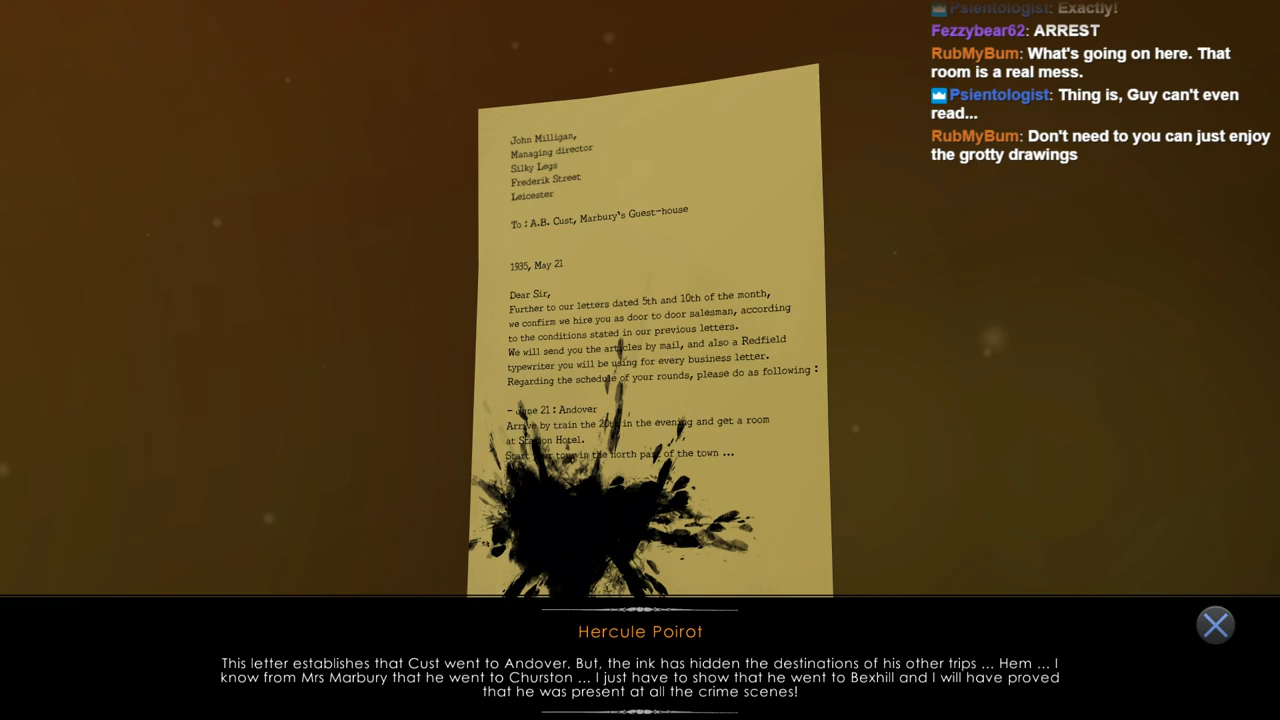 John Milligan,
Managing director
Silky Legs
Frederik Street
Leicester
To : A.B. Cust, Marbury's Guest-house
1935, May 21
Dear Sir,
Further to our letters dated 5th and 10th of the month,
we confirm we hire you as door to door salesman, according
to the conditions stated in our previous letters.
We will send you the articles by mail, and also a Redfield
typewriter you will be using for every business letter.
Regarding the schedule of your rounds, please do as following :
- June 21 : Andover
Arrive by train the 20th in the evening and get a room
at Station Hotel.
Start your tour in the north part of the town ...
Psientologist: Exactly!
Fezzybear62: ARREST
RubMyBum: What's going on here. That
room is a real mess.
Psientologist: Thing is, Guy can't even
read...
RubMyBum: Don't need to you can just enjoy
the grotty drawings
Hercule Poirot
This letter establishes that Cust went to Andover. But, the ink has hidden the destinations of his other trips ... Hem ... I
know from Mrs Marbury that he went to Churston ... I just have to show that he went to Bexhill and I will have proved
that he was present at all the crime scenes!